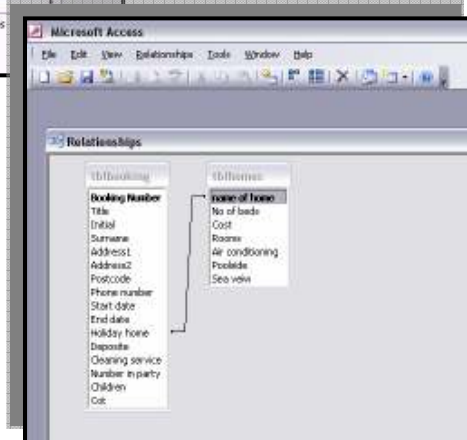 s
Microsoft Access
File Edit View Relationships Tools Window Help
Relationships
tblbooking
Booking Number
Title
Initial
Surname
Address1
Address2
Postcode
Phone number
Start date
End date
Holiday home
Deposite
Cleaning service
Number in party
Children
Cot
tblhomes
name of home
No of beds
Cost
Rooms
Air conditioning
Poolside
Sea veiw